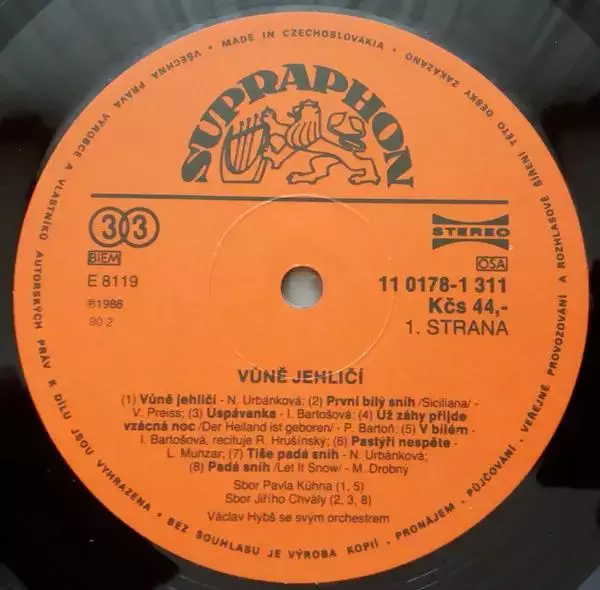 VŠECHNA PRÁVA VÝROBCE A VLASTNÍKŮ AUTORSKÝCH PRÁV K DÍLU JSOU VYHRAZENA • BEZ SOUHLASU JE VÝROBA KOPIÍ - PRONÁJEM - PŮJČOVÁNÍ - VEŘEJNÉ PROVOZOVÁNÍ A ROZHLASOVÉ ŠÍŘENÍ TÉTO DESKY ZAKÁZÁNO • MADE IN CZECHOSLOVAKIA •
SUPRAPHON
33
BIEM
E 8119
℗1988
90 2
STEREO
OSA
11 0178-1 311
Kčs 44,-
1. STRANA
VŮNĚ JEHLIČÍ
(1) Vůně jehličí - N. Urbánková; (2) První bílý sníh /Siciliana/ -
V. Preiss; (3) Uspávanka - I. Bartošová; (4) Už záhy přijde
vzácná noc /Der Heiland ist geboren/ - P. Bartoň; (5) V bílém -
I. Bartošová, recituje R. Hrušínský; (6) Pastýři nespěte -
L. Munzar; (7) Tiše padá sníh - N. Urbánková;
(8) Padá sníh /Let It Snow/ - M. Drobný
Sbor Pavla Kühna (1, 5)
Sbor Jiřího Chvály (2, 3, 8)
Václav Hybš se svým orchestrem